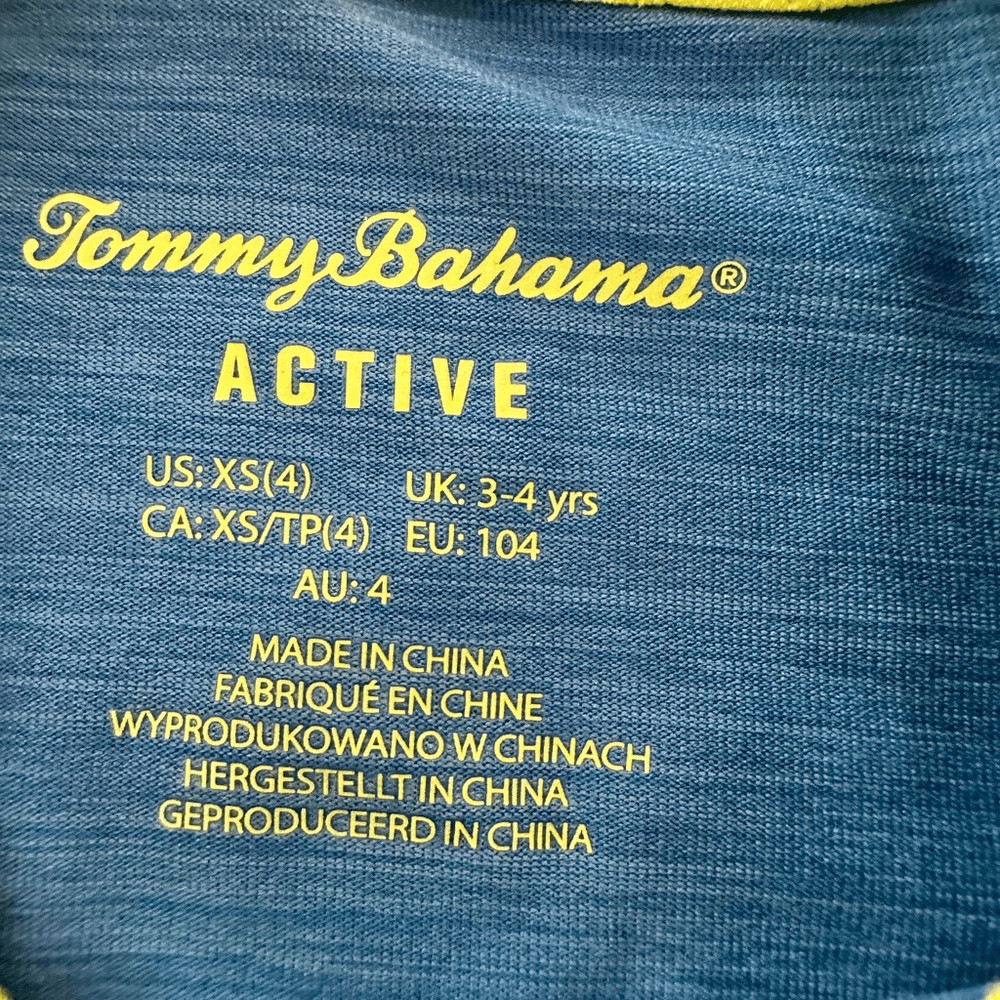 Tommy Bahama®
ACTIVE
US: XS(4) UK: 3-4 yrs
CA: XS/TP(4) EU: 104
AU: 4
MADE IN CHINA
FABRIQUÉ EN CHINE
WYPRODUKOWANO W CHINACH
HERGESTELLT IN CHINA
GEPRODUCEERD IN CHINA